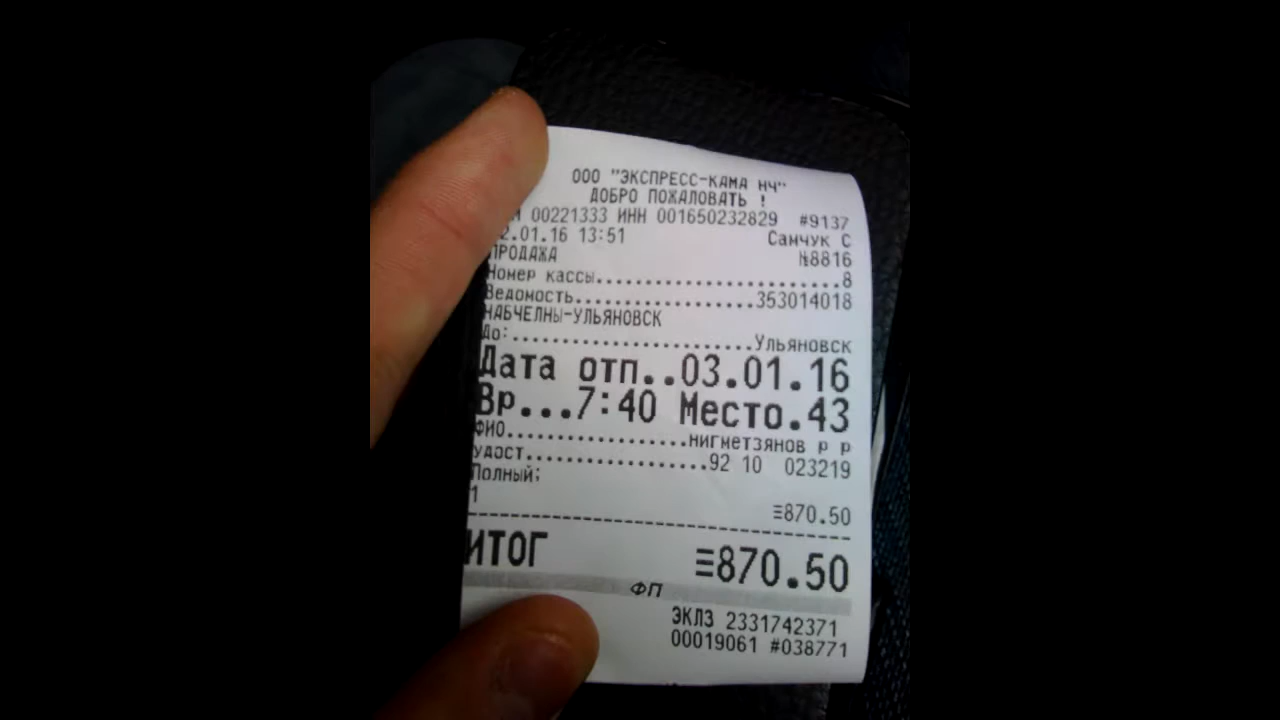 ООО "ЭКСПРЕСС-КАМА НЧ"
ДОБРО ПОЖАЛОВАТЬ !
00221333 ИНН 001650232829 #9137
2.01.16 13:51 Санчук С
ПРОДАЖА №8816
Номер кассы........................8
Ведомость.................353014018
НАБЧЕЛНЫ-УЛЬЯНОВСК
До:........................Ульяновск
Дата отп..03.01.16
Вр...7:40 Место.43
ФИО..................нигметзянов р р
удост..................92 10 023219
Полный;
1 ≡870.50
ИТОГ ≡870.50
ФП
ЭКЛЗ 2331742371
00019061 #038771